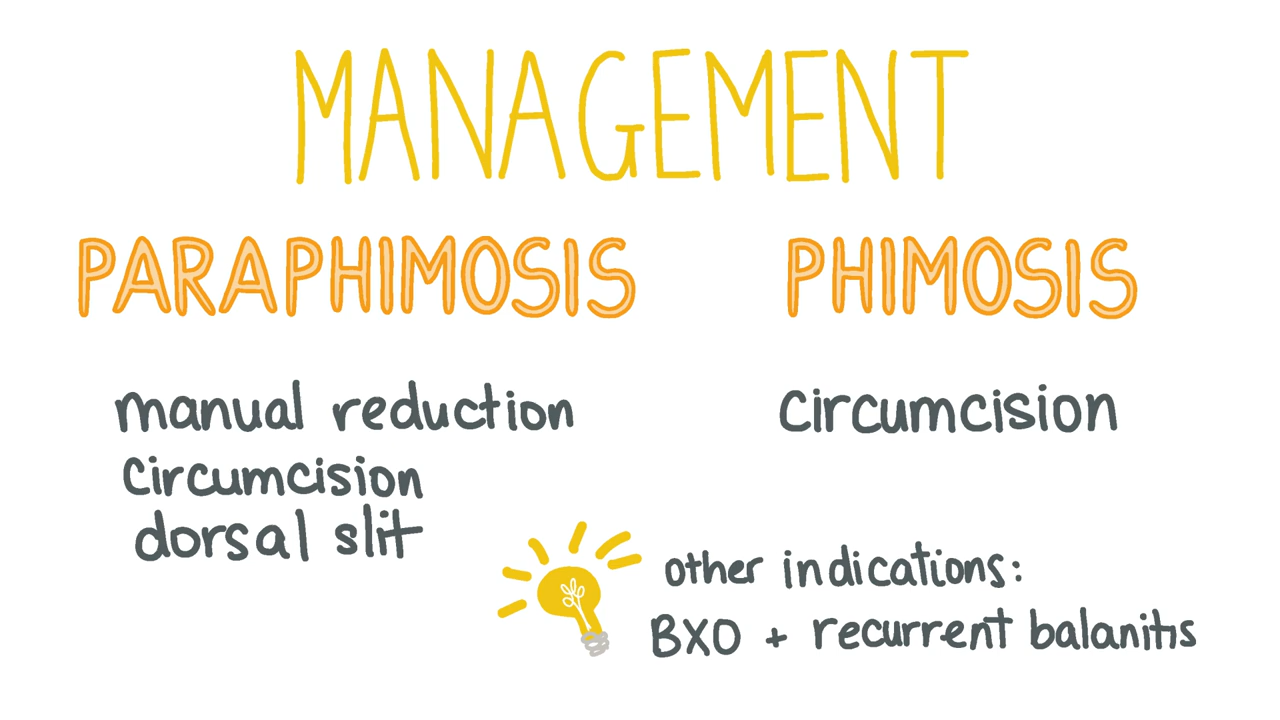 MANAGEMENT
PARAPHIMOSIS
manual reduction
circumcision
dorsal slit
PHIMOSIS
circumcision
other indications:
BXO + recurrent balanitis